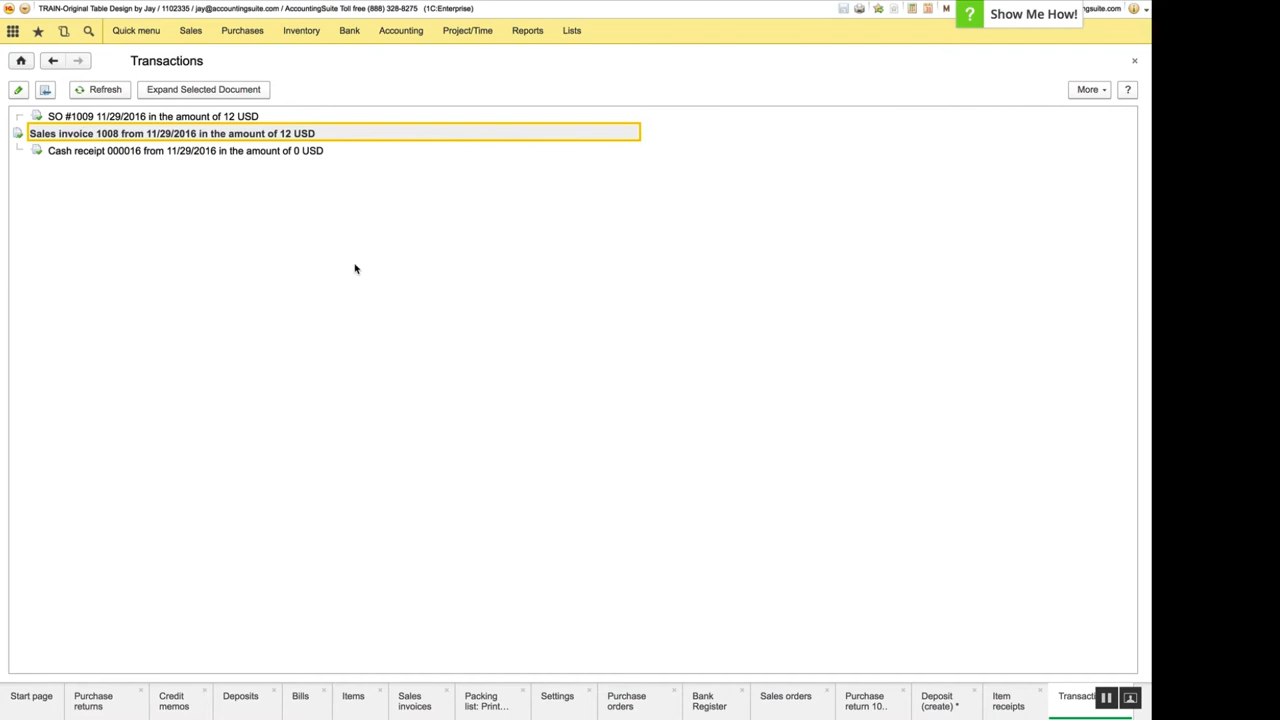 TRAIN-Original Table Design by Jay / 1102335 / jay@accountingsuite.com / AccountingSuite Toll free (888) 328-8275 (1C:Enterprise)
M
ngsuite.com
? Show Me How!
Quick menu Sales Purchases Inventory Bank Accounting Project/Time Reports Lists
Transactions
Refresh Expand Selected Document More ?
SO #1009 11/29/2016 in the amount of 12 USD
Sales invoice 1008 from 11/29/2016 in the amount of 12 USD
Cash receipt 000016 from 11/29/2016 in the amount of 0 USD
Start page
Purchase
returns
Credit
memos
Deposits
Bills
Items
Sales
invoices
Packing
list: Print...
Settings
Purchase
orders
Bank
Register
Sales orders
Purchase
return 10..
Deposit
(create) *
Item
receipts
Transacti